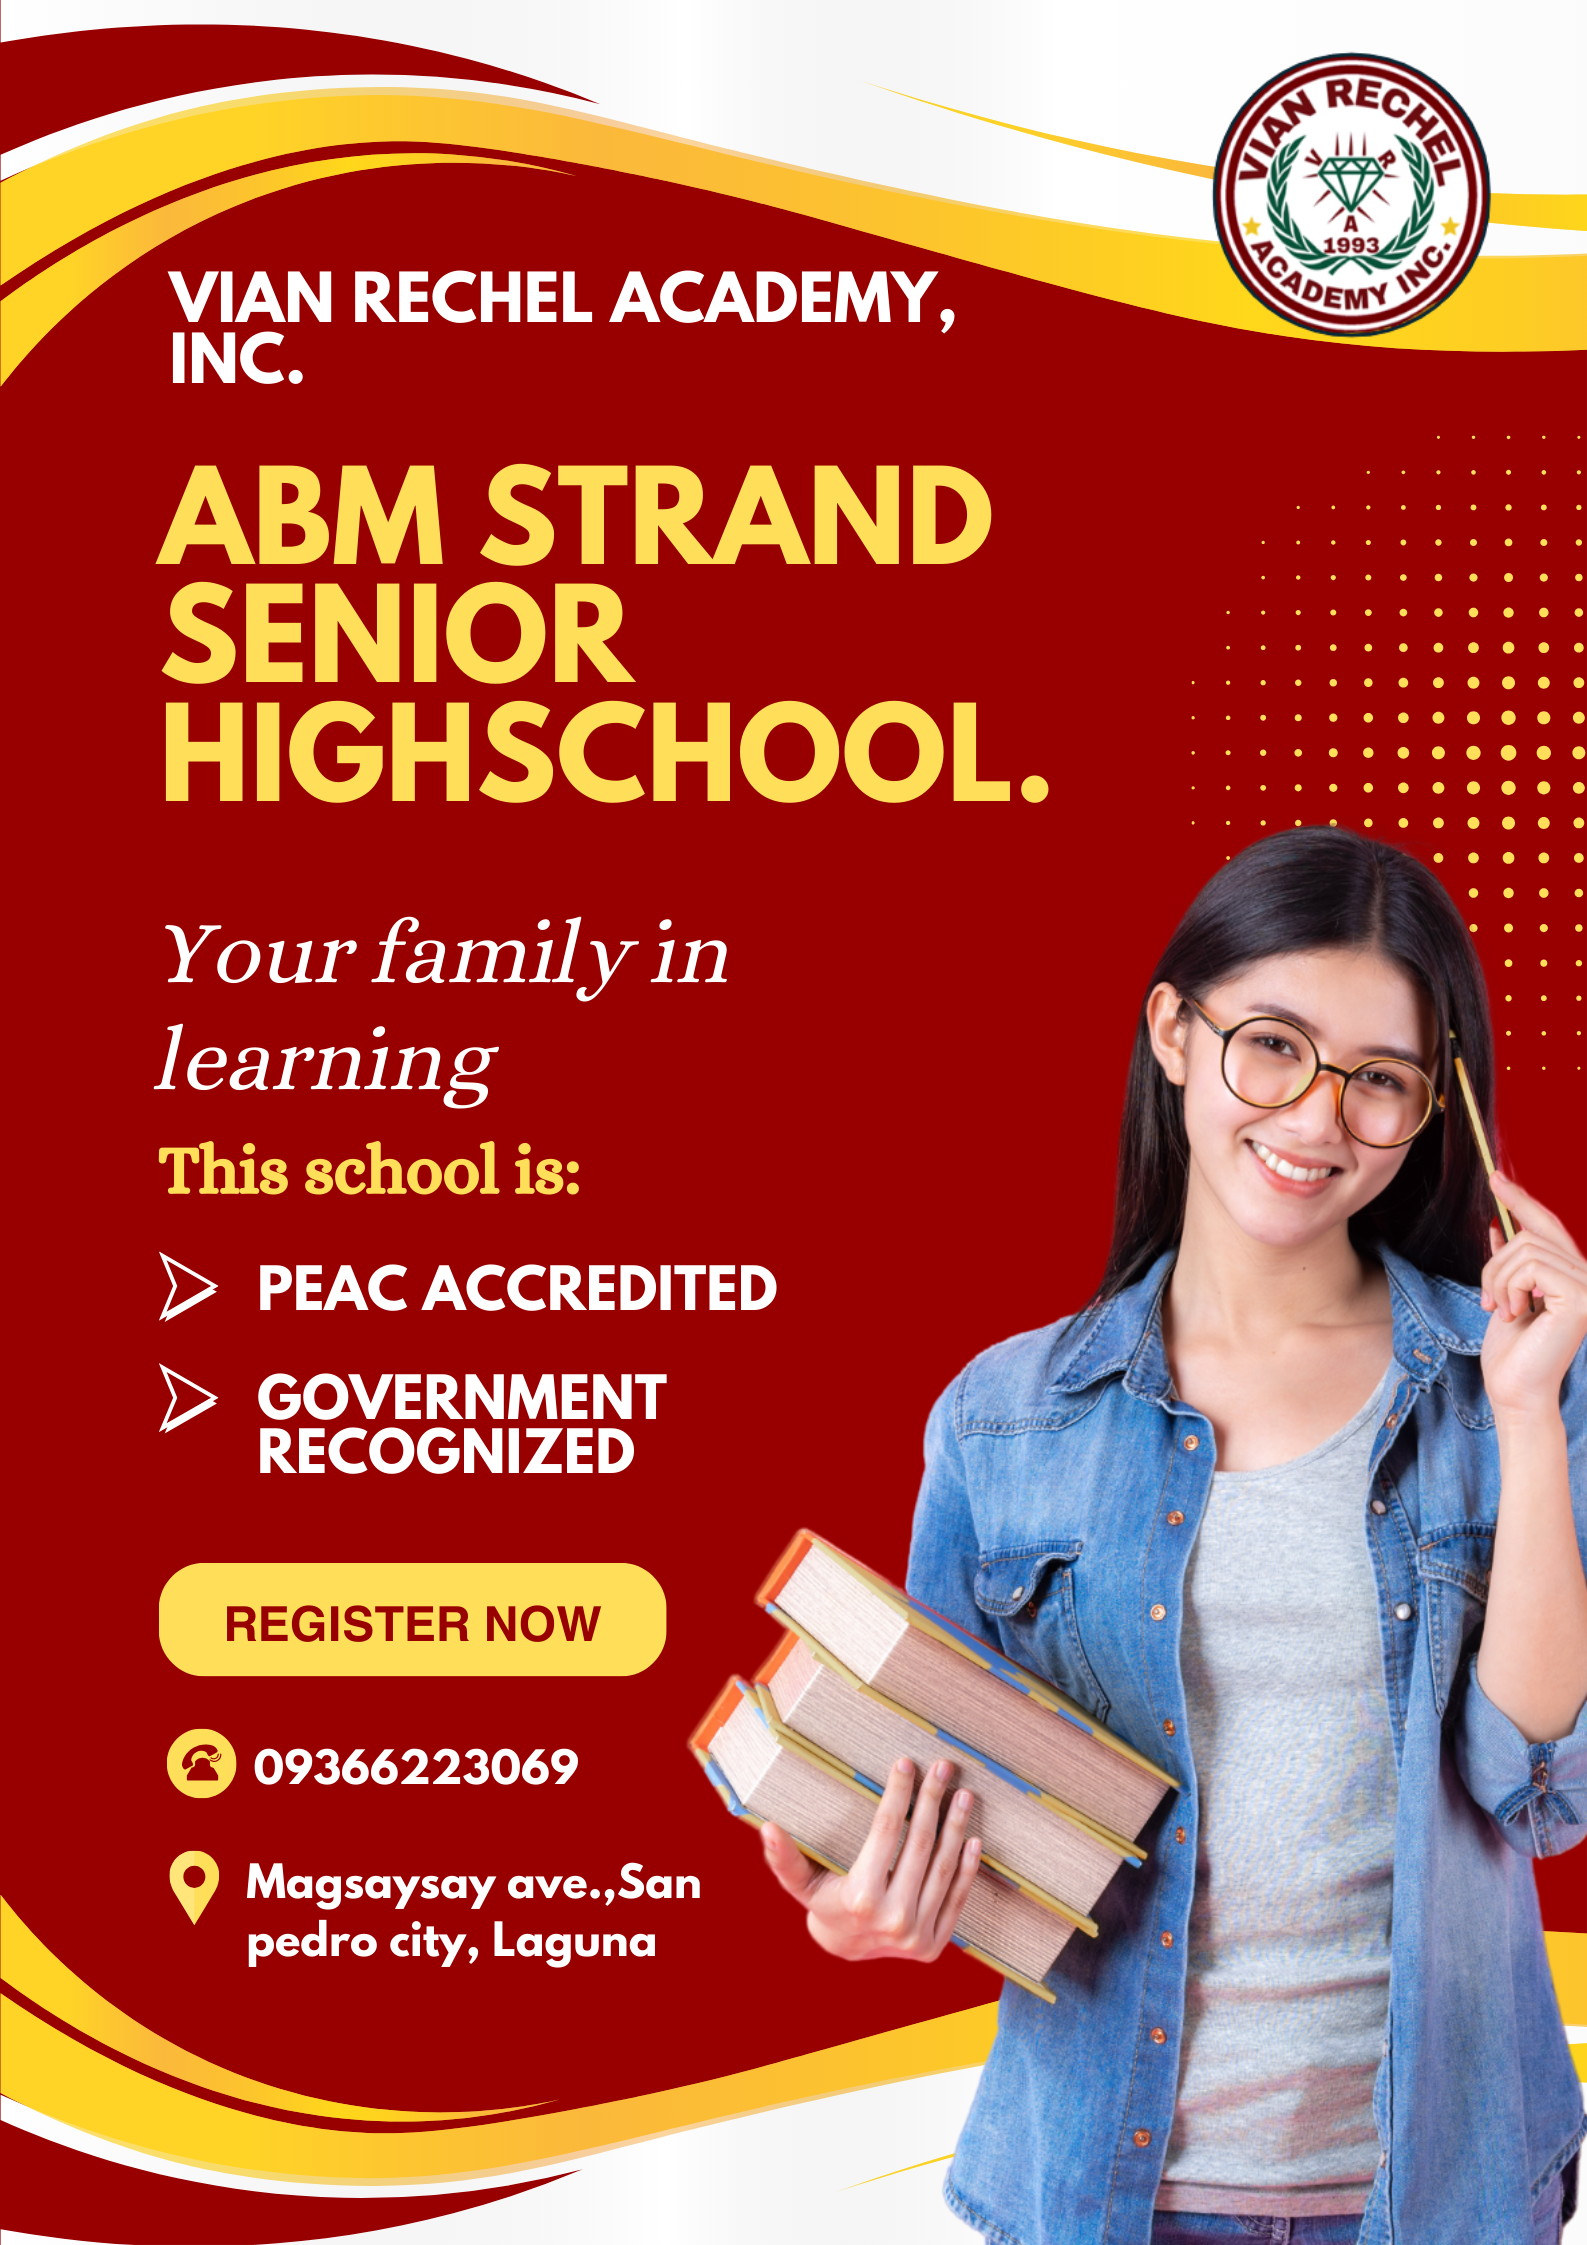 VIAN RECHEL
V R
A
1993
ACADEMY INC.
VIAN RECHEL ACADEMY,
INC.
ABM STRAND
SENIOR
HIGHSCHOOL.
Your family in
learning
This school is:
PEAC ACCREDITED
GOVERNMENT
RECOGNIZED
REGISTER NOW
09366223069
Magsaysay ave.,San
pedro city, Laguna